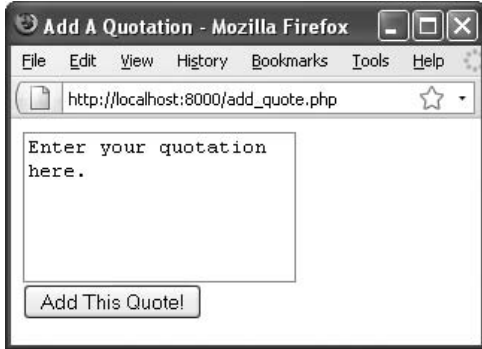 Add A Quotation - Mozilla Firefox
File Edit View History Bookmarks Tools Help
http://localhost:8000/add_quote.php
Enter your quotation
here.
Add This Quote!